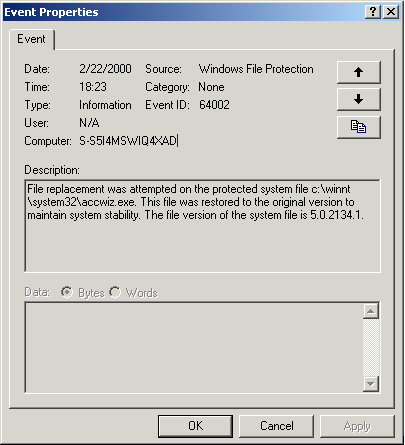 Event Properties
Event
Date: 2/22/2000 Source: Windows File Protection
Time: 18:23 Category: None
Type: Information Event ID: 64002
User: N/A
Computer: S-S5I4MSWIQ4XAD
Description:
File replacement was attempted on the protected system file c:\winnt
\system32\accwiz.exe. This file was restored to the original version to
maintain system stability. The file version of the system file is 5.0.2134.1.
Data: Bytes Words
OK Cancel Apply